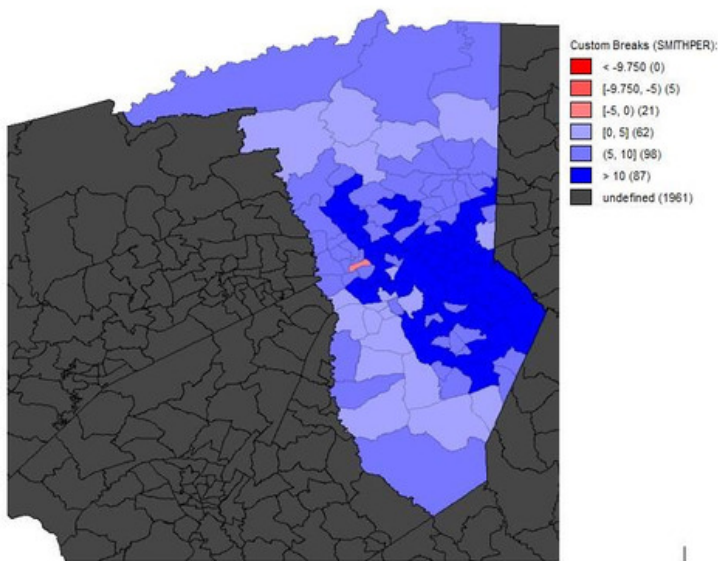 Custom Breaks (SMITHPER):
< -9.750 (0)
[-9.750, -5) (5)
[-5, 0) (21)
[0, 5] (62)
(5, 10] (98)
> 10 (87)
undefined (1961)